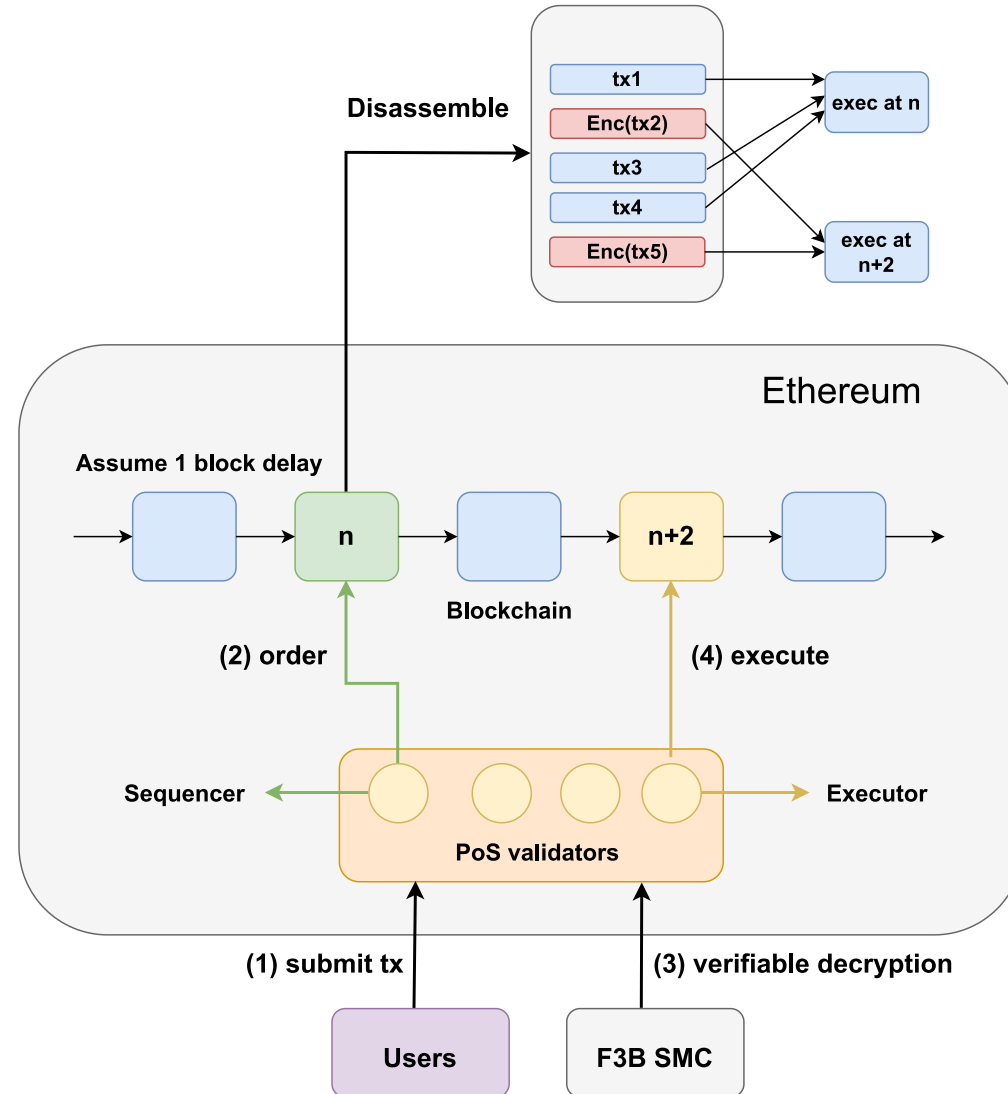 tx1
Disassemble
Enc(tx2)
tx3
tx4
Enc(tx5)
exec at n
exec at
n+2
Ethereum
Assume 1 block delay
n
n+2
Blockchain
(2) order
(4) execute
Sequencer
Executor
PoS validators
(1) submit tx
(3) verifiable decryption
Users
F3B SMC